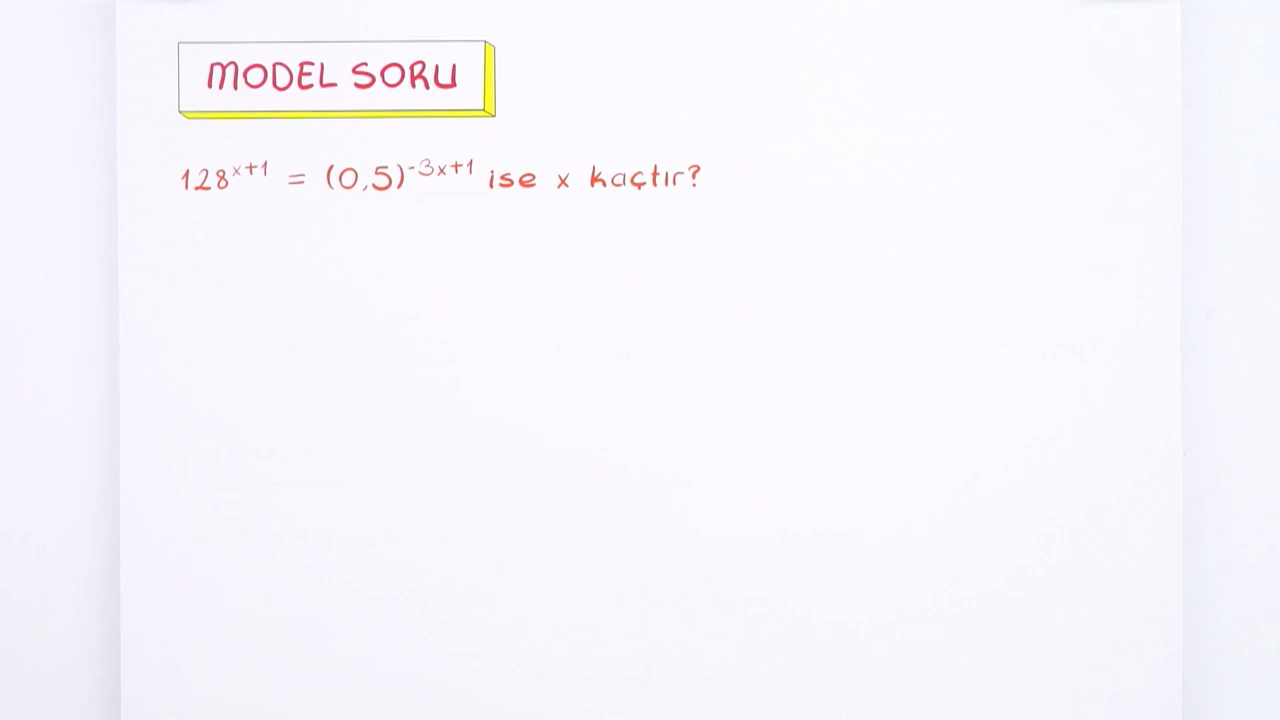 MODEL SORU
128^{x+1} = (0,5)^{-3x+1} ise x kaçtır?